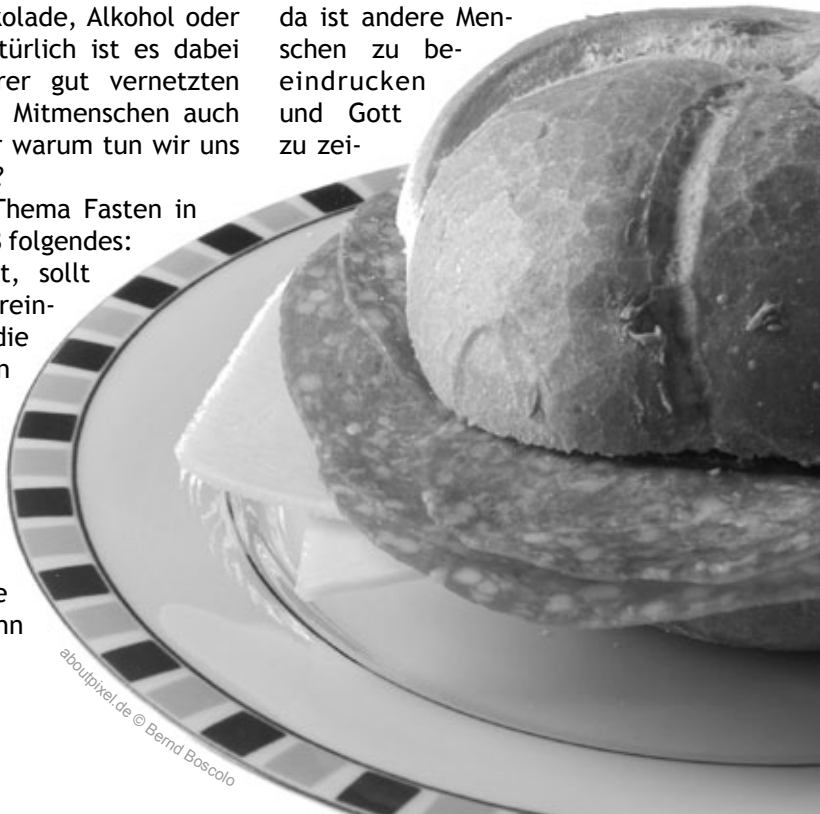 kolade, Alkohol oder
türlich ist es dabei
rer gut vernetzten
Mitmenschen auch
r warum tun wir uns
?
Thema Fasten in
folgendes:
t, sollt
rein-
die
n
e
nn
da ist andere Men-
schen zu be-
eindrucken
und Gott
zu zei-
aboutpixel.de © Bernd Boscolo